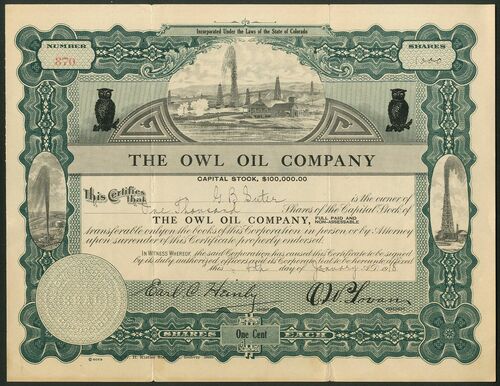 Incorporated Under the Laws of the State of Colorado
NUMBER
870
SHARES
THE OWL OIL COMPANY
CAPITAL STOCK, $100,000.00
This Certifies that G B Suter is the owner of
One Thousand Shares of the Capital Stock of
THE OWL OIL COMPANY, FULL PAID AND NON-ASSESSABLE
transferable only on the books of this Corporation in person or by Attorney
upon surrender of this Certificate properly endorsed.
IN WITNESS WHEREOF, the said Corporation has caused this Certificate to be signed
by its duly authorized officers and its Corporate Seal to be hereunto affixed
this day of January A.D. 191
Earl C. Heinly
SHARES One Cent EACH